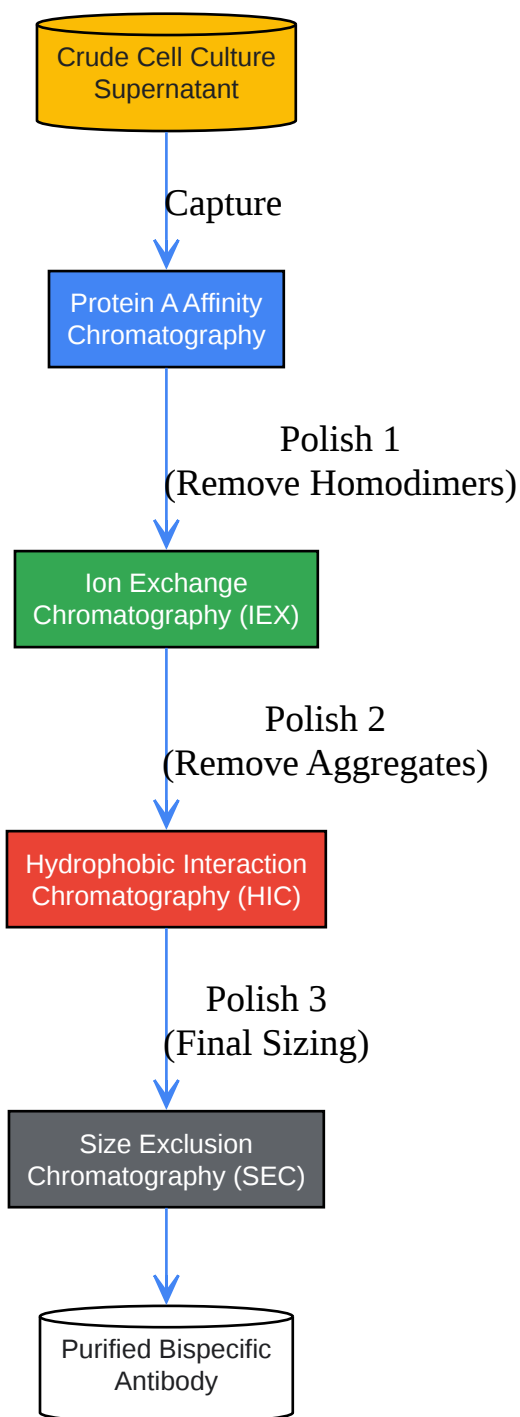 Crude Cell Culture
Supernatant
Capture
Protein A Affinity
Chromatography
Polish 1
(Remove Homodimers)
Ion Exchange
Chromatography (IEX)
Polish 2
(Remove Aggregates)
Hydrophobic Interaction
Chromatography (HIC)
Polish 3
(Final Sizing)
Size Exclusion
Chromatography (SEC)
Purified Bispecific
Antibody